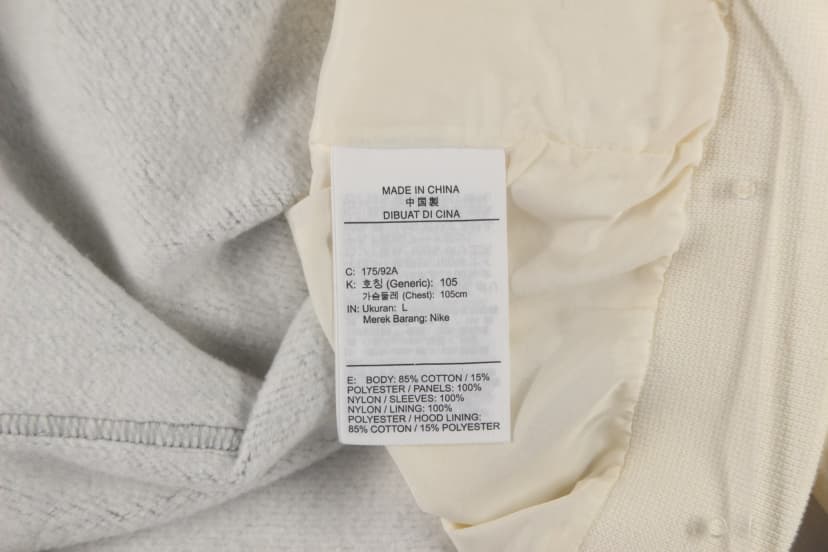 MADE IN CHINA
中国製
DIBUAT DI CINA
C: 175/92A
K: 호칭 (Generic): 105
가슴둘레 (Chest): 105cm
IN: Ukuran: L
Merek Barang: Nike
E: BODY: 85% COTTON / 15%
POLYESTER / PANELS: 100%
NYLON / SLEEVES: 100%
NYLON / LINING: 100%
POLYESTER / HOOD LINING:
85% COTTON / 15% POLYESTER